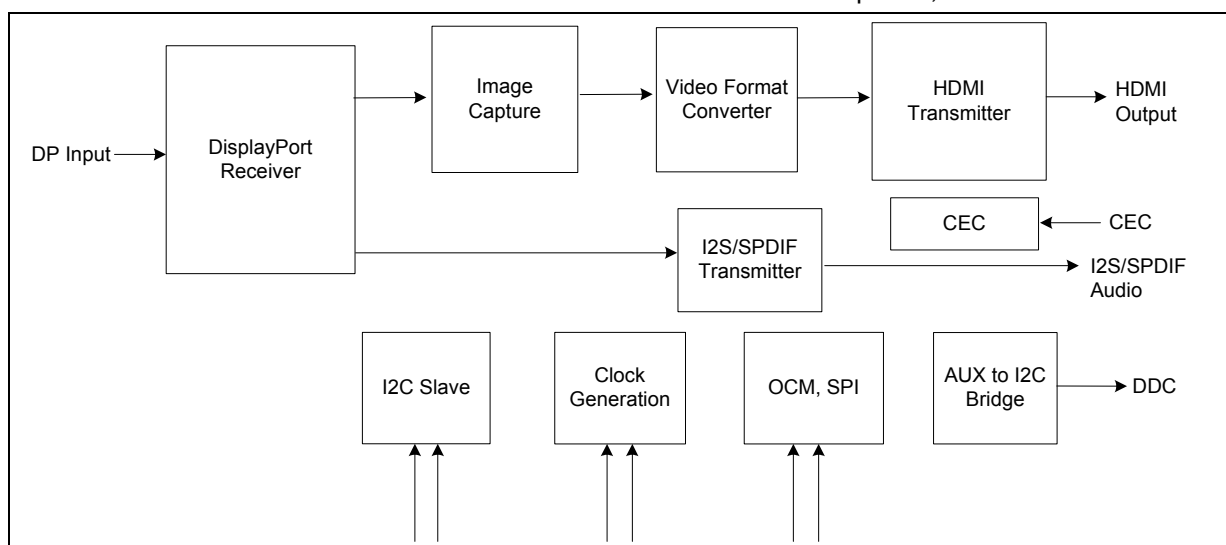 Image
Capture
Video Format
Converter
HDMI
Transmitter
HDMI
Output
DP Input
DisplayPort
Receiver
CEC
CEC
I2S/SPDIF
Transmitter
I2S/SPDIF
Audio
I2C Slave
Clock
Generation
OCM, SPI
AUX to I2C
Bridge
DDC